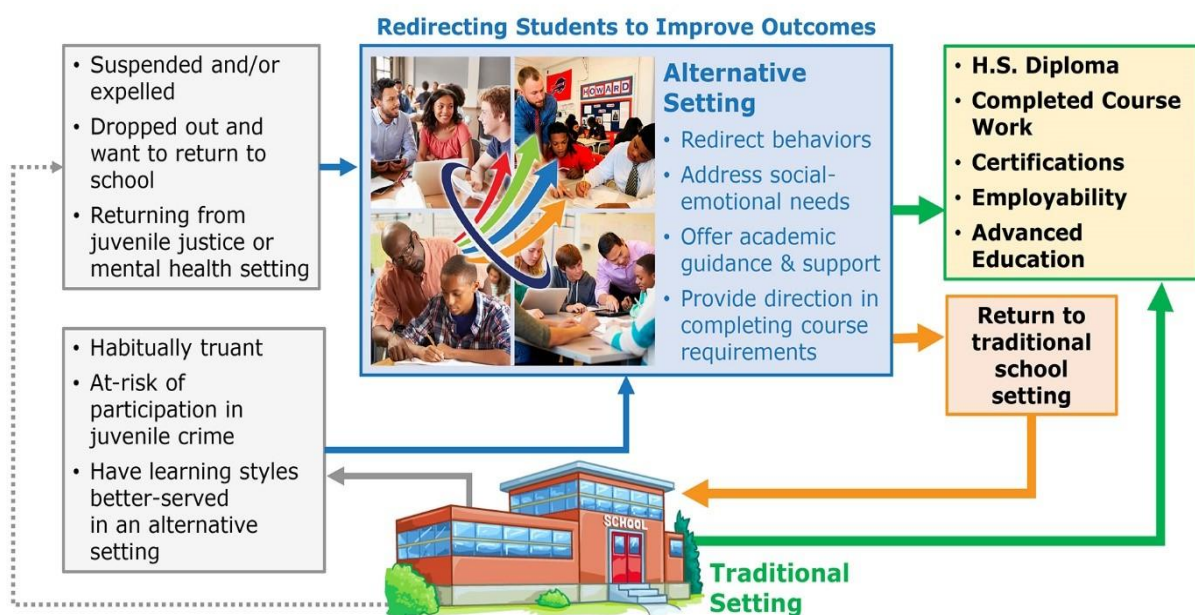 Redirecting Students to Improve Outcomes
• Suspended and/or
expelled
• Dropped out and
want to return to
school
• Returning from
juvenile justice or
mental health setting
• Habitually truant
• At-risk of
participation in
juvenile crime
• Have learning styles
better-served
in an alternative
setting
HOWARD
Alternative
Setting
• Redirect behaviors
• Address social-
emotional needs
• Offer academic
guidance & support
• Provide direction in
completing course
requirements
• H.S. Diploma
• Completed Course
Work
• Certifications
• Employability
• Advanced
Education
Return to
traditional
school
setting
SCHOOL
Traditional
Setting